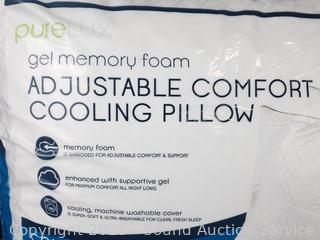 pureLUX
gel memory foam
ADJUSTABLE COMFORT
COOLING PILLOW
memory foam
IS SHREDDED FOR ADJUSTABLE COMFORT & SUPPORT
enhanced with supportive gel
FOR MAXIMUM COMFORT ALL NIGHT LONG
cooling, machine washable cover
IS SUPER-SOFT & ULTRA-BREATHABLE FOR CLEAN, FRESH SLEEP